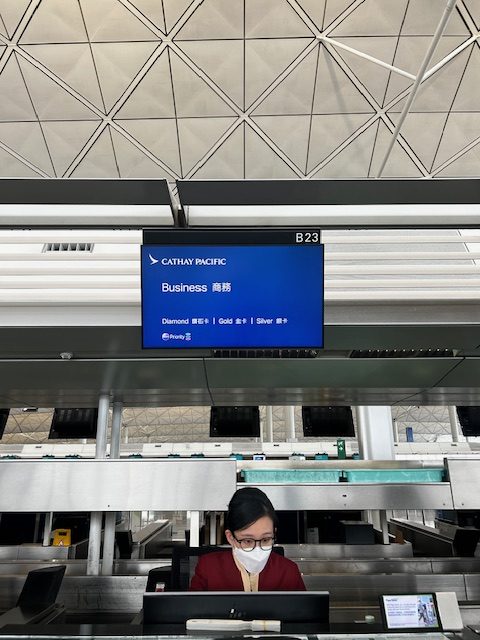 B23
CATHAY PACIFIC
Business 商務
Diamond 鑽石卡 | Gold 金卡 | Silver 銀卡
Priority